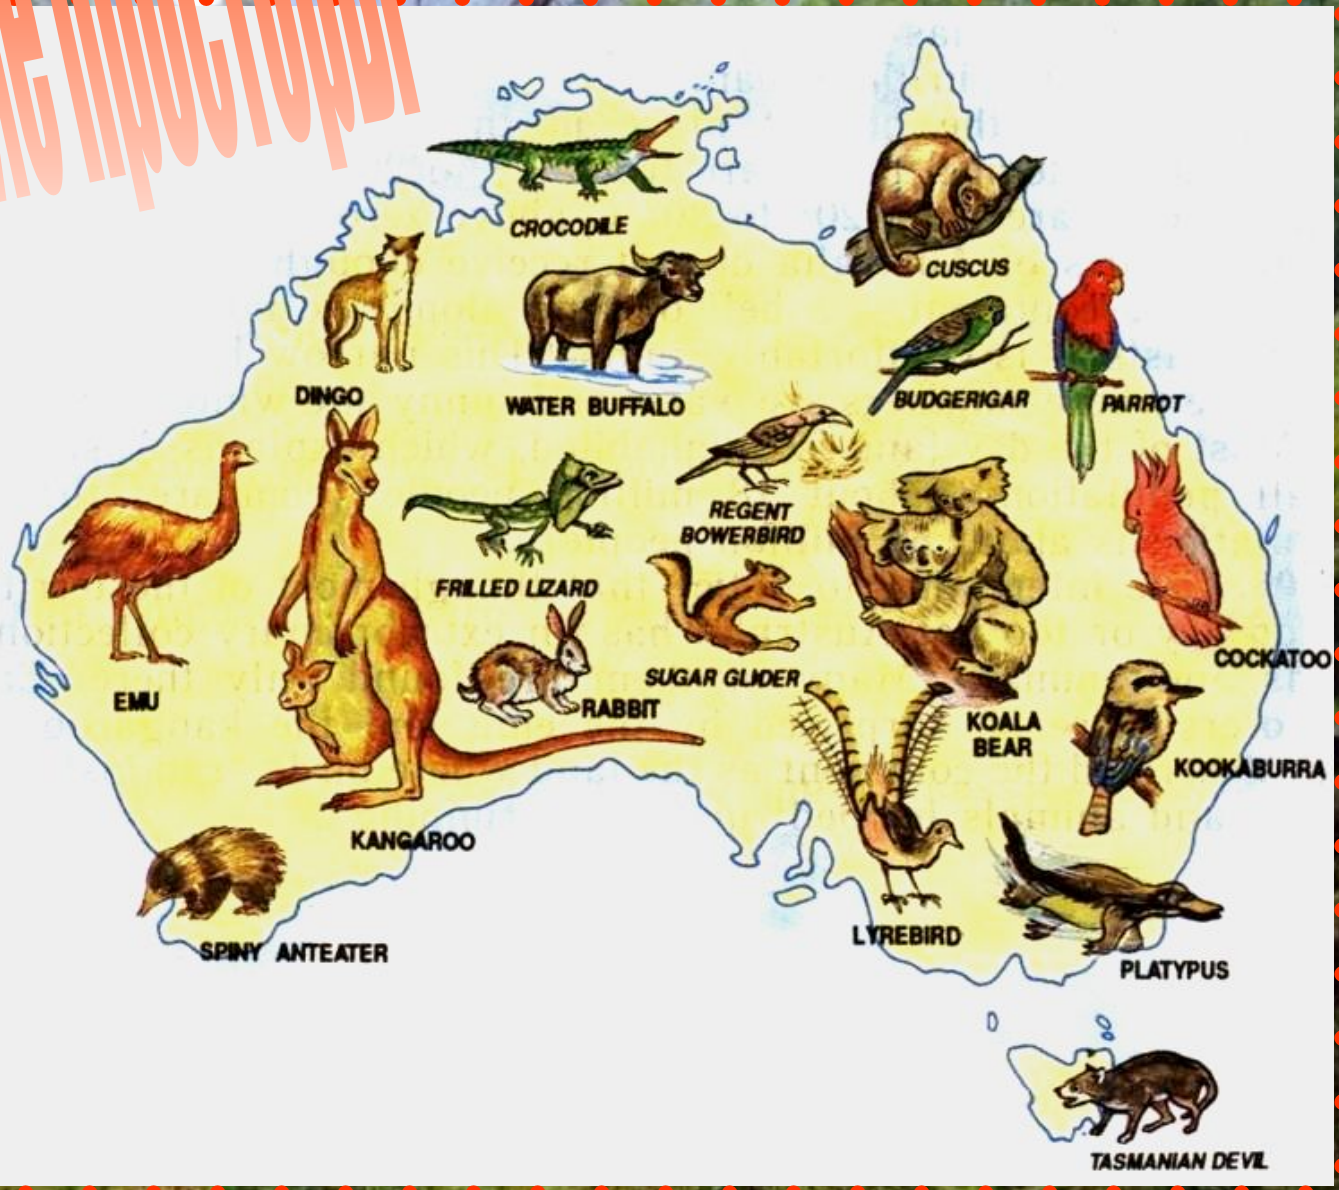 просторы
CROCODILE
CUSCUS
DINGO
WATER BUFFALO
BUDGERIGAR
PARROT
REGENT
BOWERBIRD
FRILLED LIZARD
COCKATOO
SUGAR GLIDER
EMU
RABBIT
KOALA
BEAR
KOOKABURRA
KANGAROO
LYREBIRD
SPINY ANTEATER
PLATYPUS
TASMANIAN DEVIL